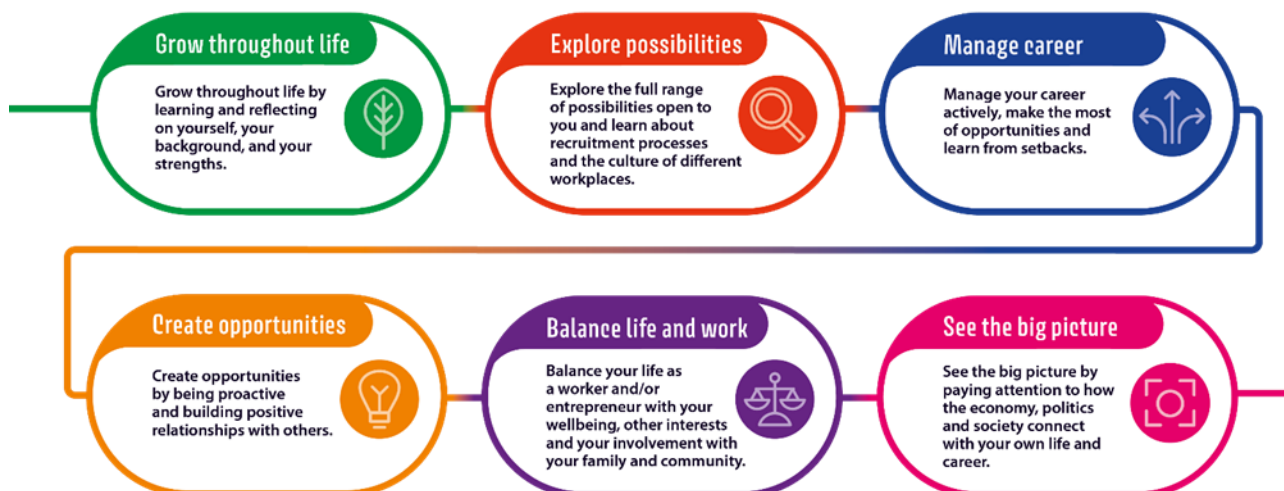 Grow throughout life
Grow throughout life by
learning and reflecting
on yourself, your
background, and your
strengths.
Explore possibilities
Explore the full range
of possibilities open to
you and learn about
recruitment processes
and the culture of different
workplaces.
Manage career
Manage your career
actively, make the most
of opportunities and
learn from setbacks.
Create opportunities
Create opportunities
by being proactive
and building positive
relationships with others.
Balance life and work
Balance your life as
a worker and/or
entrepreneur with your
wellbeing, other interests
and your involvement with
your family and community.
See the big picture
See the big picture by
paying attention to how
the economy, politics
and society connect
with your own life and
career.